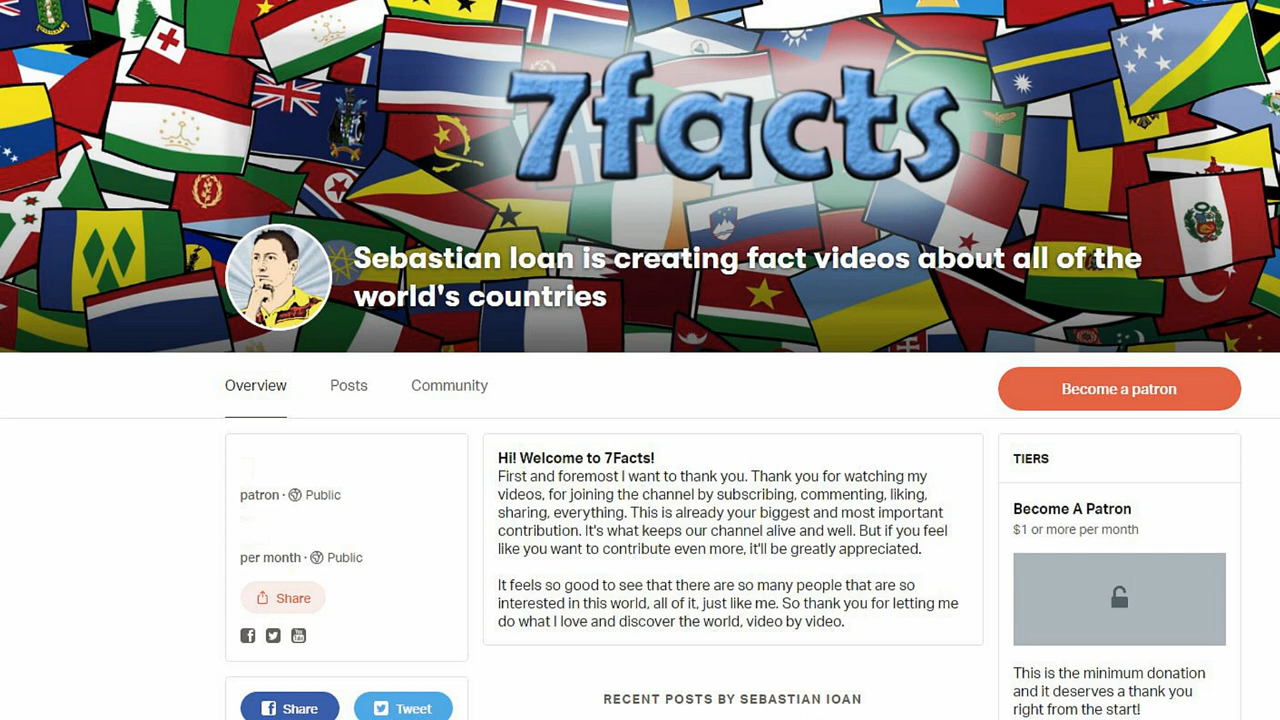 7facts
Sebastian Ioan is creating fact videos about all of the
world's countries
Overview
Posts
Community
Become a patron
patron · Public
per month · Public
Share
Share
Tweet
Hi! Welcome to 7Facts!
First and foremost I want to thank you. Thank you for watching my
videos, for joining the channel by subscribing, commenting, liking,
sharing, everything. This is already your biggest and most important
contribution. It's what keeps our channel alive and well. But if you feel
like you want to contribute even more, it'll be greatly appreciated.
It feels so good to see that there are so many people that are so
interested in this world, all of it, just like me. So thank you for letting me
do what I love and discover the world, video by video.
RECENT POSTS BY SEBASTIAN IOAN
TIERS
Become A Patron
$1 or more per month
This is the minimum donation
and it deserves a thank you
right from the start!